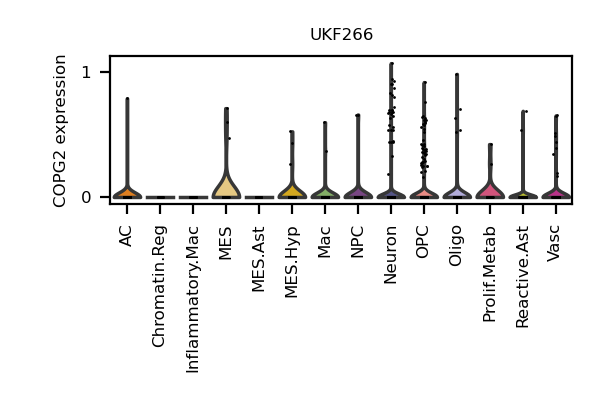 UKF266
COPG2 expression
1
0
AC
Chromatin.Reg
Inflammatory.Mac
MES
MES.Ast
MES.Hyp
Mac
NPC
Neuron
OPC
Oligo
Prolif.Metab
Reactive.Ast
Vasc